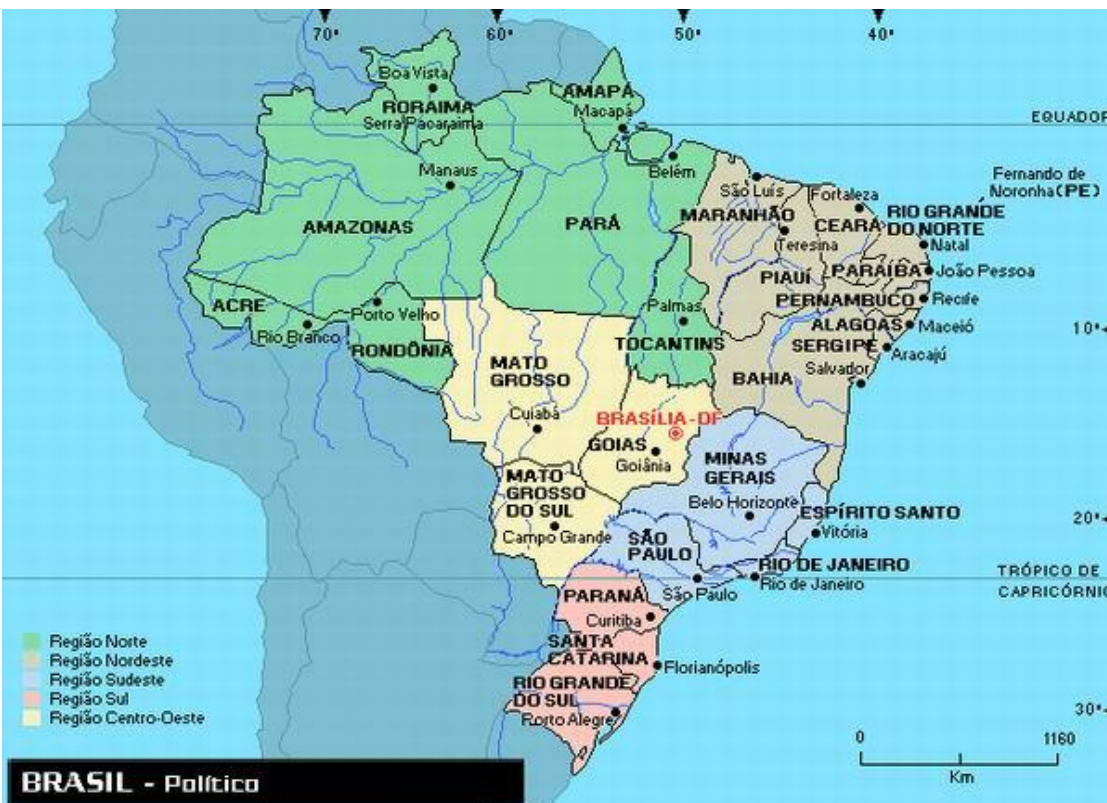 70°
60°
50°
40°
Boa Vista
RORAIMA
Serra Pacaraima
AMAPÁ
Macapá
EQUADOR
Manaus
Belém
São Luís
Fortaleza
Fernando de
Noronha(PE)
AMAZONAS
PARÁ
MARANHÃO
CEARÁ
RIO GRANDE
DO NORTE
Teresina
Natal
PIAUÍ
PARAÍBA
João Pessoa
ACRE
Porto Velho
Palmas
PERNAMBUCO
Recife
Rio Branco
RONDÔNIA
TOCANTINS
ALAGOAS
Maceió
10°
SERGIPE
Aracajú
MATO
GROSSO
BAHIA
Salvador
Cuiabá
BRASÍLIA-DF
GOIAS
Goiânia
MINAS
GERAIS
MATO
GROSSO
DO SUL
Belo Horizonte
ESPÍRITO SANTO
20°
Campo Grande
Vitória
SÃO
PAULO
RIO DE JANEIRO
Rio de Janeiro
TRÓPICO DE
CAPRICÓRNIO
PARANÁ
São Paulo
Curitiba
SANTA
CATARINA
Florianópolis
RIO GRANDE
DO SUL
Porto Alegre
30°
Região Norte
Região Nordeste
Região Sudeste
Região Sul
Região Centro-Oeste
0
1160
Km
BRASIL - Político